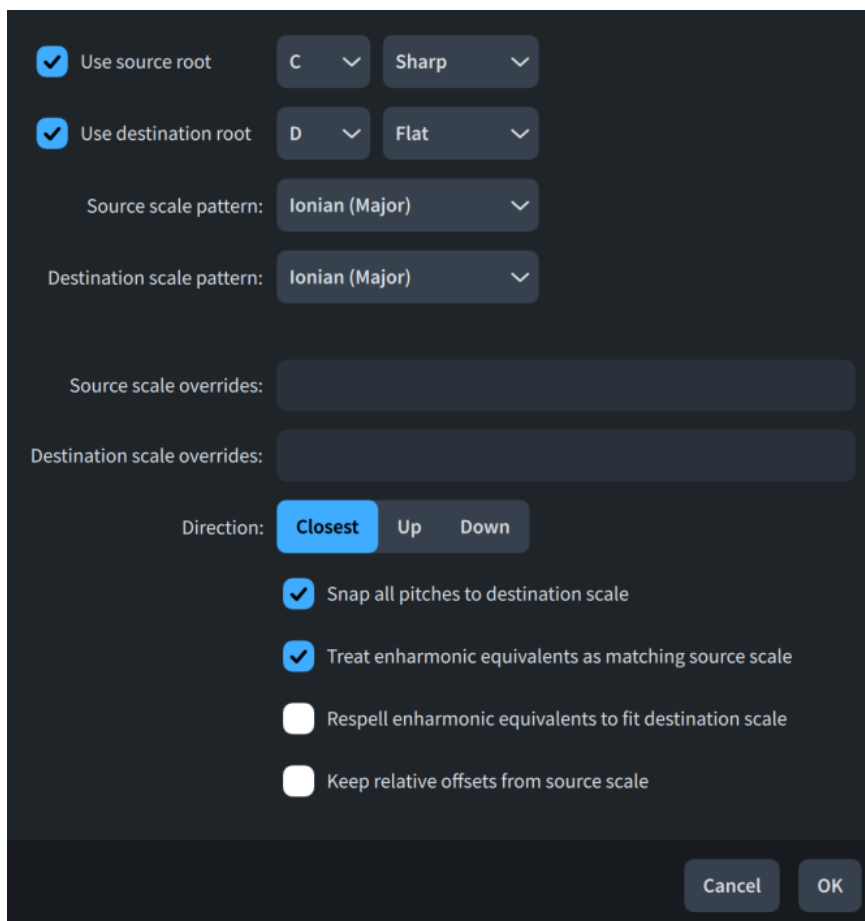 Use source root C Sharp
Use destination root D Flat
Source scale pattern: Ionian (Major)
Destination scale pattern: Ionian (Major)
Source scale overrides:
Destination scale overrides:
Direction: Closest Up Down
Snap all pitches to destination scale
Treat enharmonic equivalents as matching source scale
Respell enharmonic equivalents to fit destination scale
Keep relative offsets from source scale
Cancel OK